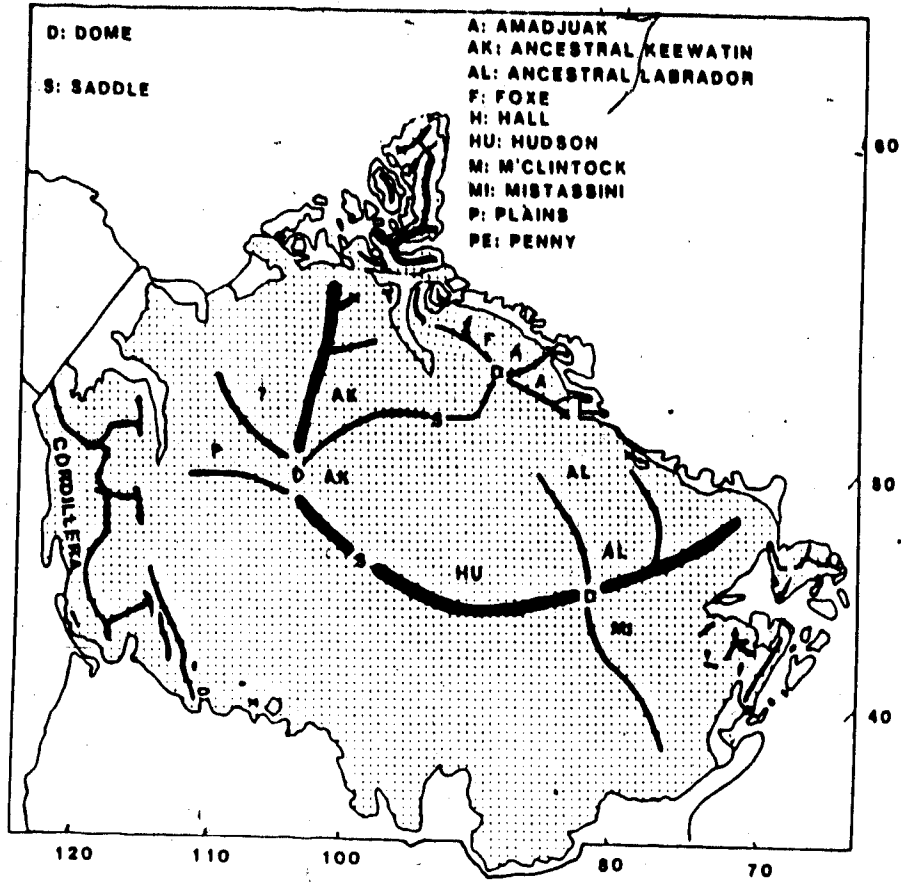 D: DOME
S: SADDLE
A: AMADJUAK
AK: ANCESTRAL KEEWATIN
AL: ANCESTRAL LABRADOR
F: FOXE
H: HALL
HU: HUDSON
M: M'CLINTOCK
MI: MISTASSINI
P: PLAINS
PE: PENNY
60
F
A
D
A
?
AK
S
P
D
AK
AL
50
CORDILLERA
AL
S
HU
D
MI
40
120
110
100
80
70